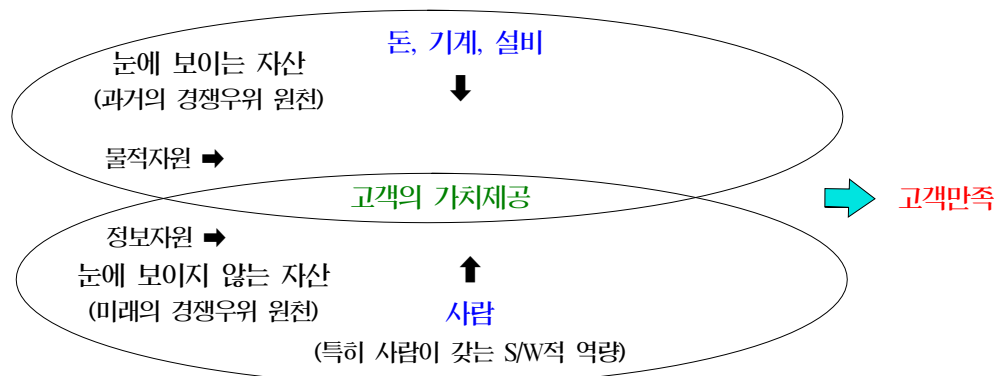 돈, 기계, 설비
눈에 보이는 자산
(과거의 경쟁우위 원천)
물적자원
고객의 가치제공
고객만족
정보자원
눈에 보이지 않는 자산
(미래의 경쟁우위 원천)
사람
(특히 사람이 갖는 S/W적 역량)